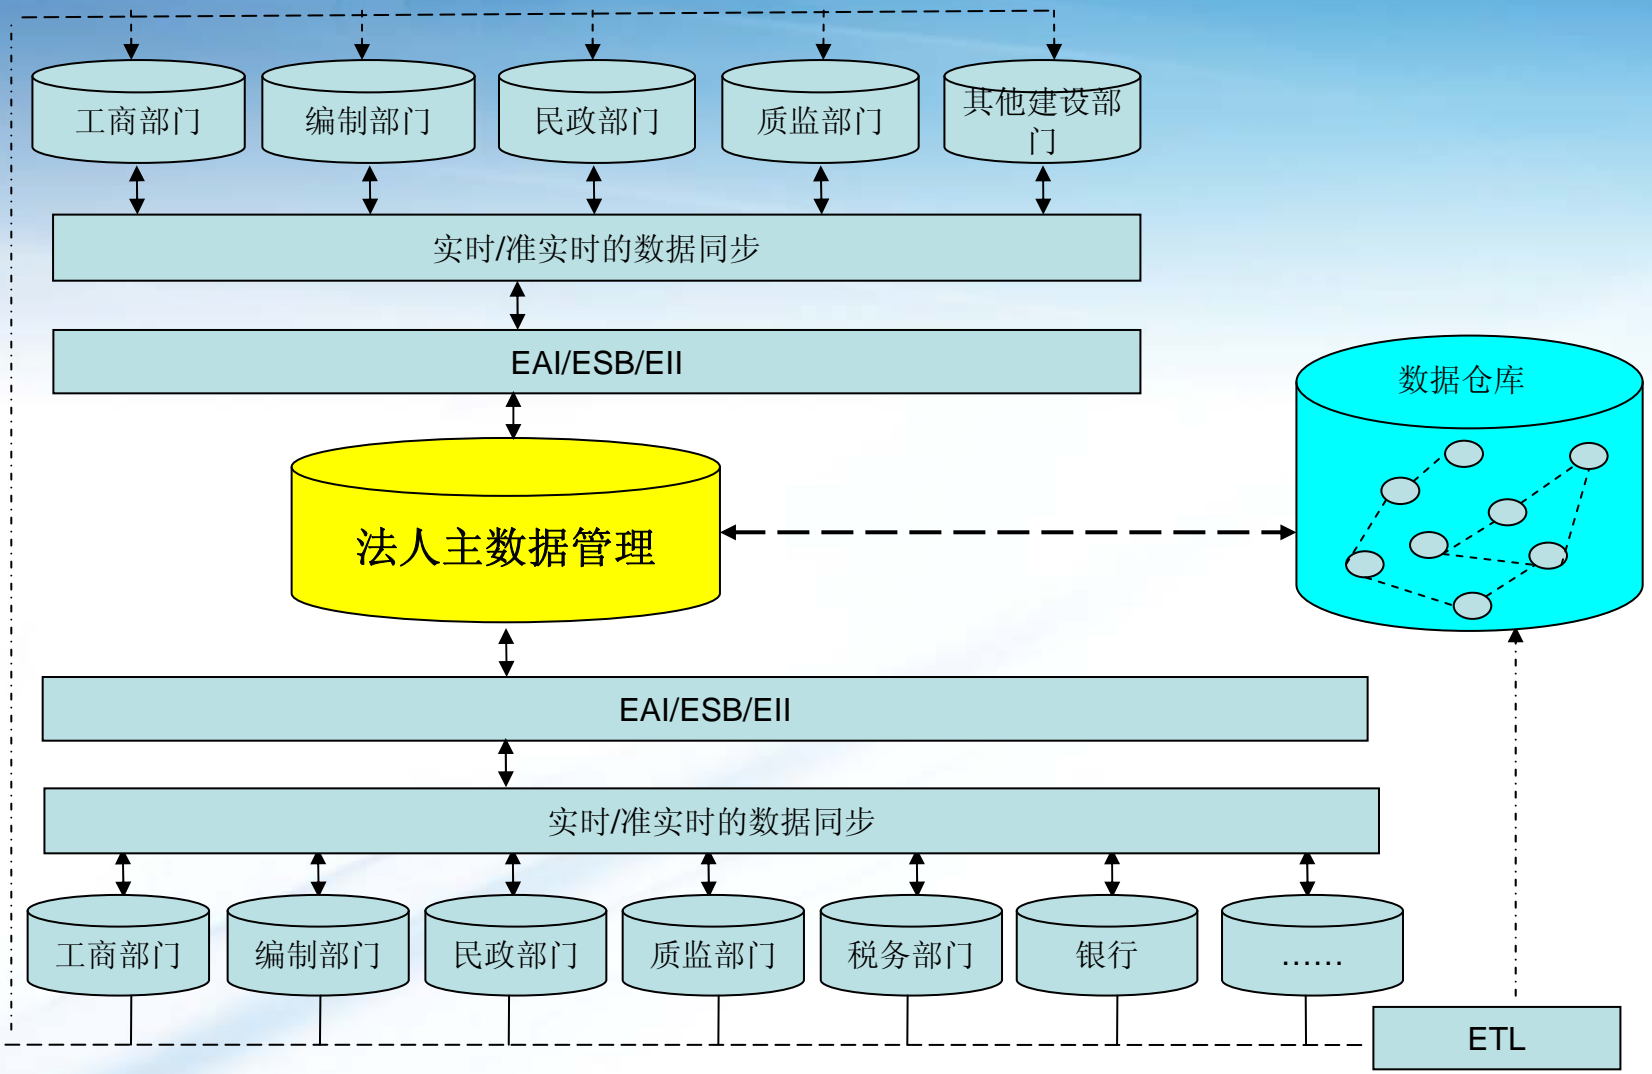 工商部门
编制部门
民政部门
质监部门
其他建设部
门
实时/准实时的数据同步
EAI/ESB/EII
数据仓库
法人主数据管理
EAI/ESB/EII
实时/准实时的数据同步
工商部门
编制部门
民政部门
质监部门
税务部门
银行
……
ETL